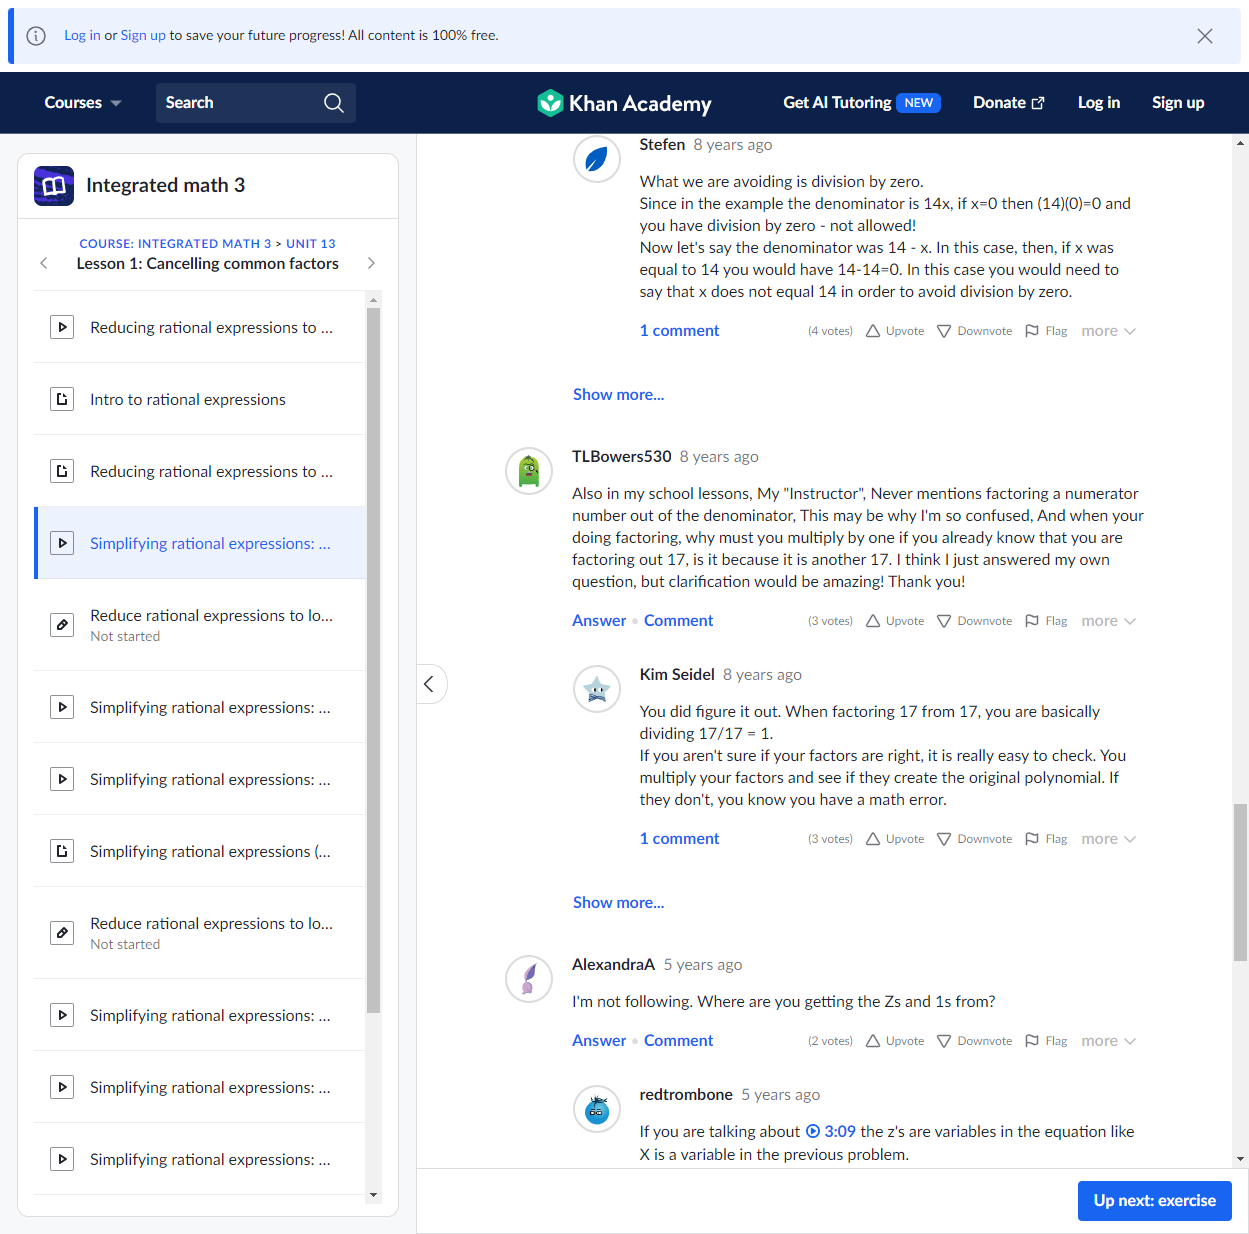 Log in or Sign up to save your future progress! All content is 100% free.
Courses
Search
Khan Academy
Get AI Tutoring NEW
Donate
Log in
Sign up
Integrated math 3
COURSE: INTEGRATED MATH 3 > UNIT 13
Lesson 1: Cancelling common factors
Reducing rational expressions to ...
Intro to rational expressions
Reducing rational expressions to ...
Simplifying rational expressions: ...
Reduce rational expressions to lo...
Not started
Simplifying rational expressions: ...
Simplifying rational expressions: ...
Simplifying rational expressions (...
Reduce rational expressions to lo...
Not started
Simplifying rational expressions: ...
Simplifying rational expressions: ...
Simplifying rational expressions: ...
Stefen 8 years ago
What we are avoiding is division by zero.
Since in the example the denominator is 14x, if x=0 then (14)(0)=0 and
you have division by zero - not allowed!
Now let's say the denominator was 14 - x. In this case, then, if x was
equal to 14 you would have 14-14=0. In this case you would need to
say that x does not equal 14 in order to avoid division by zero.
1 comment (4 votes) Upvote Downvote Flag more
Show more...
TLBowers530 8 years ago
Also in my school lessons, My "Instructor", Never mentions factoring a numerator
number out of the denominator, This may be why I'm so confused, And when your
doing factoring, why must you multiply by one if you already know that you are
factoring out 17, is it because it is another 17. I think I just answered my own
question, but clarification would be amazing! Thank you!
Answer • Comment (3 votes) Upvote Downvote Flag more
Kim Seidel 8 years ago
You did figure it out. When factoring 17 from 17, you are basically
dividing 17/17 = 1.
If you aren't sure if your factors are right, it is really easy to check. You
multiply your factors and see if they create the original polynomial. If
they don't, you know you have a math error.
1 comment (3 votes) Upvote Downvote Flag more
Show more...
AlexandraA 5 years ago
I'm not following. Where are you getting the Zs and 1s from?
Answer • Comment (2 votes) Upvote Downvote Flag more
redtrombone 5 years ago
If you are talking about 3:09 the z's are variables in the equation like
X is a variable in the previous problem.
Up next: exercise